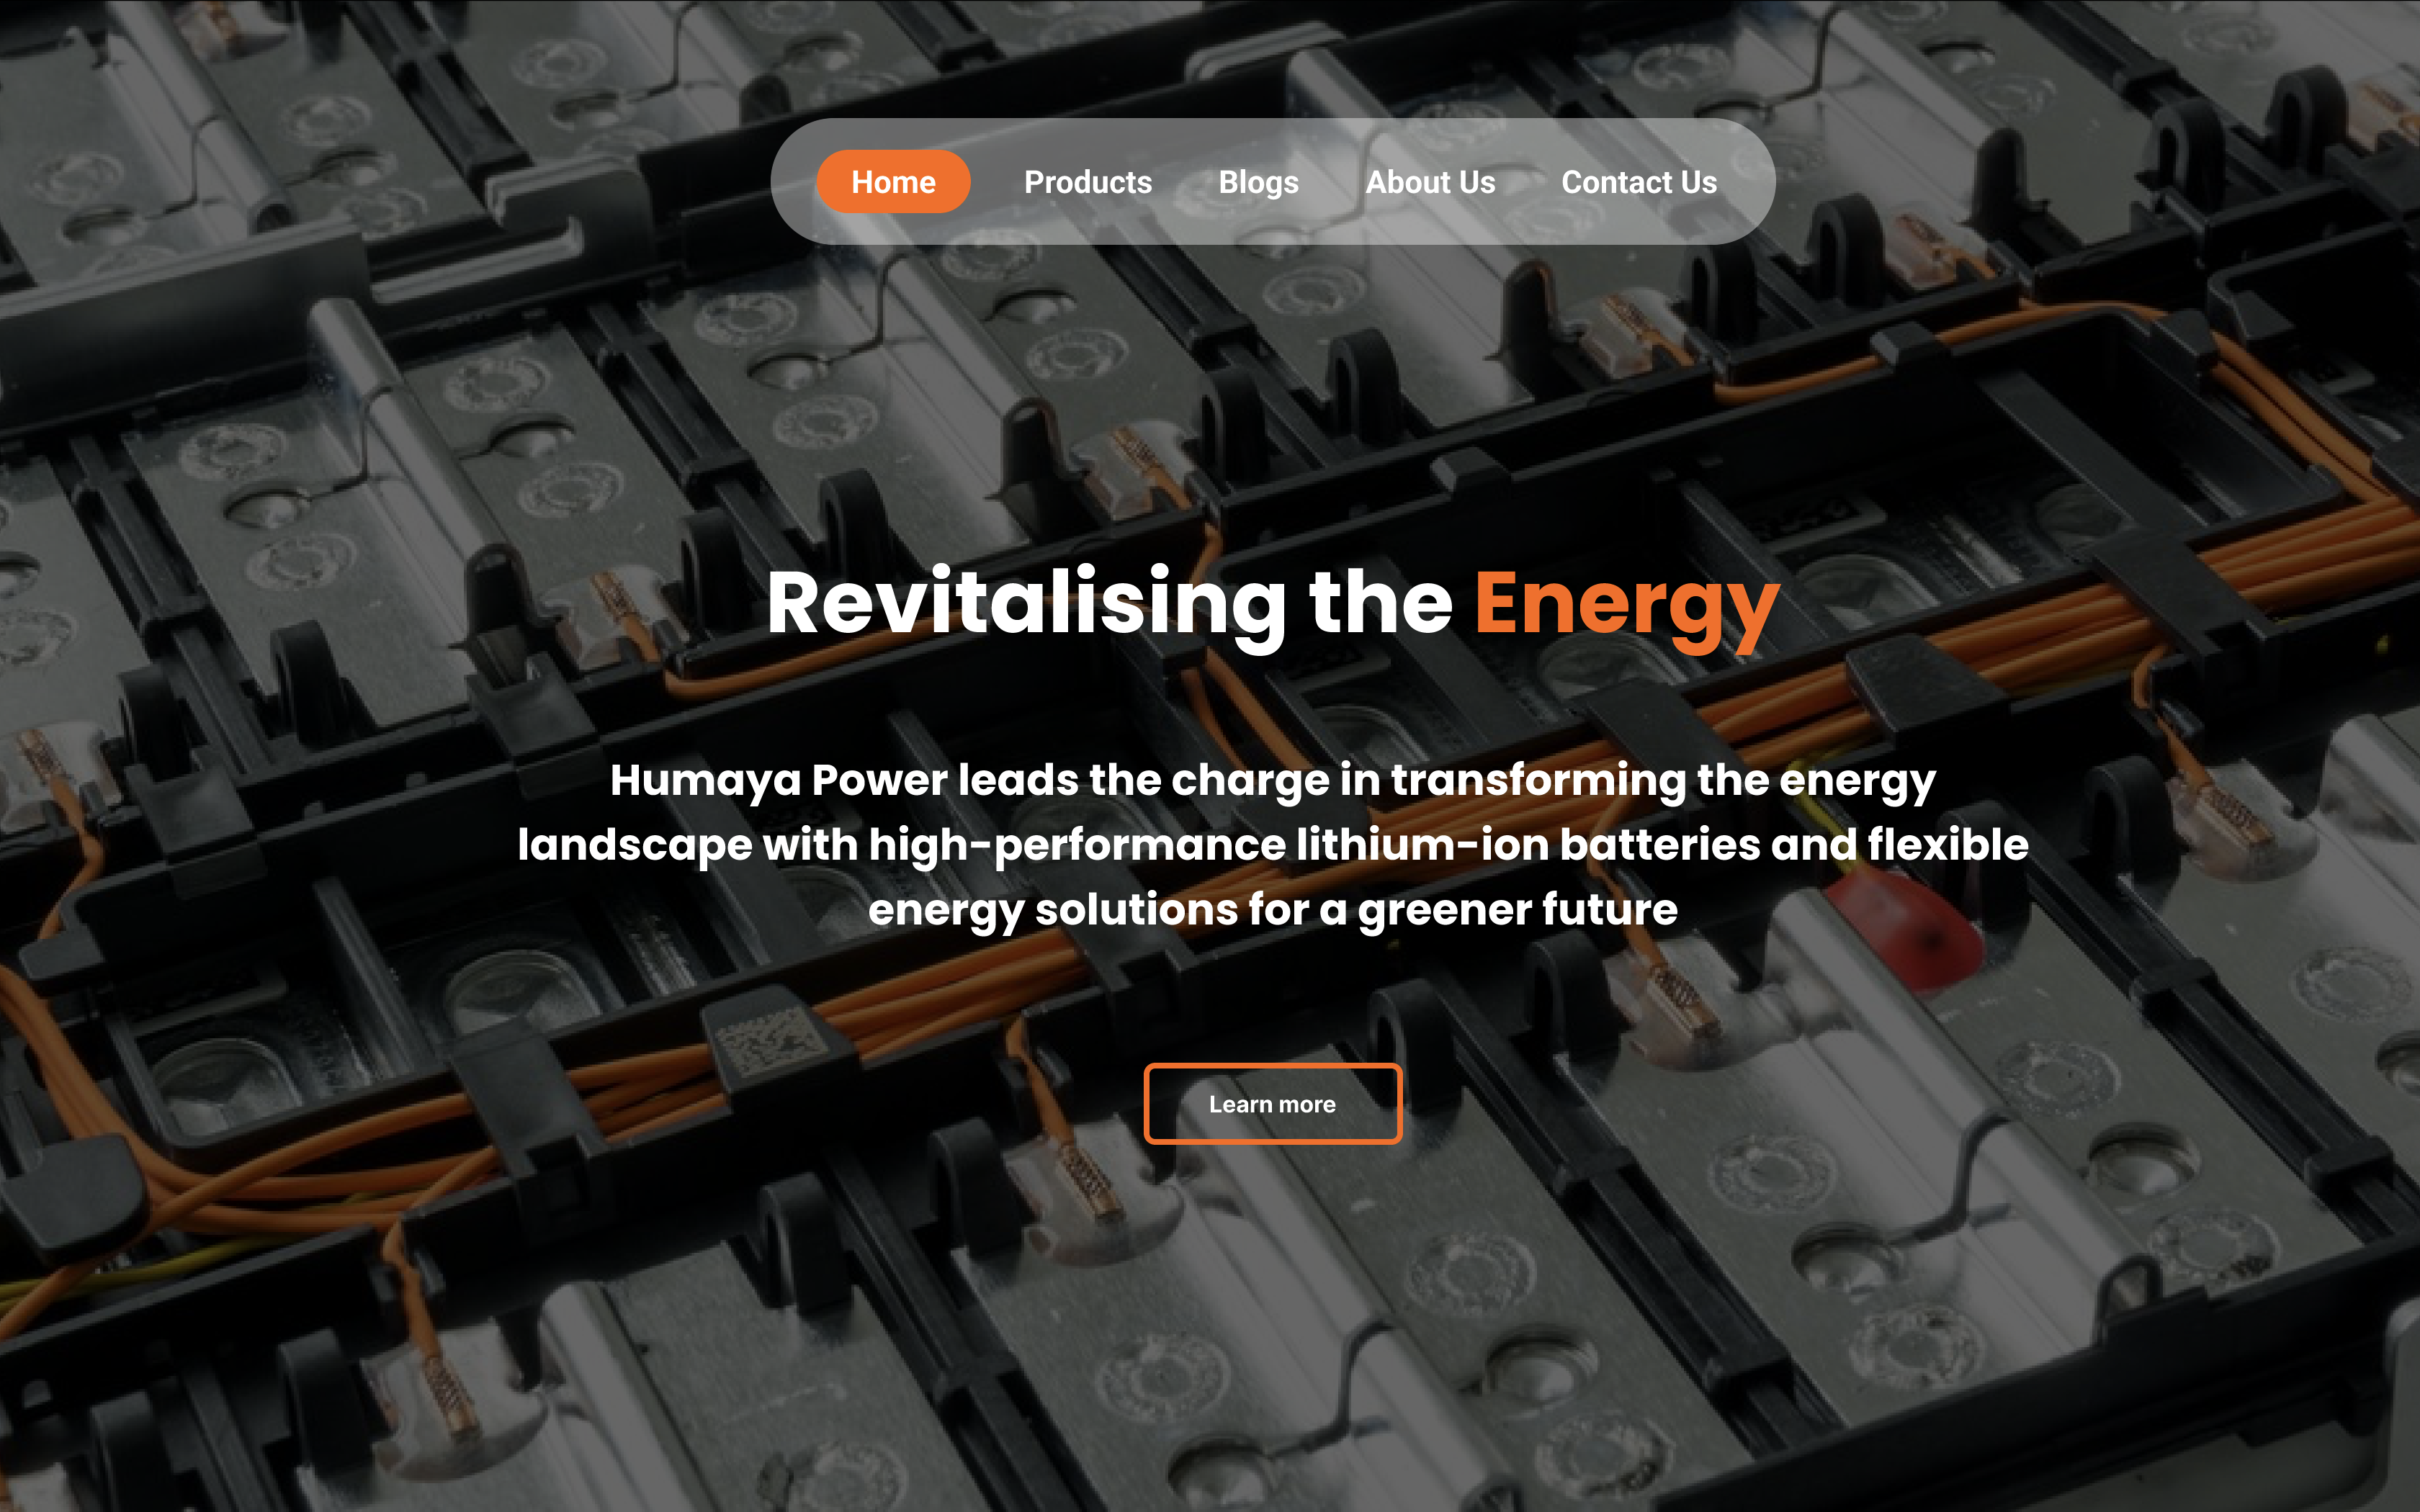 Home Products Blogs About Us Contact Us
Revitalising the Energy
Humaya Power leads the charge in transforming the energy
landscape with high-performance lithium-ion batteries and flexible
energy solutions for a greener future
Learn more